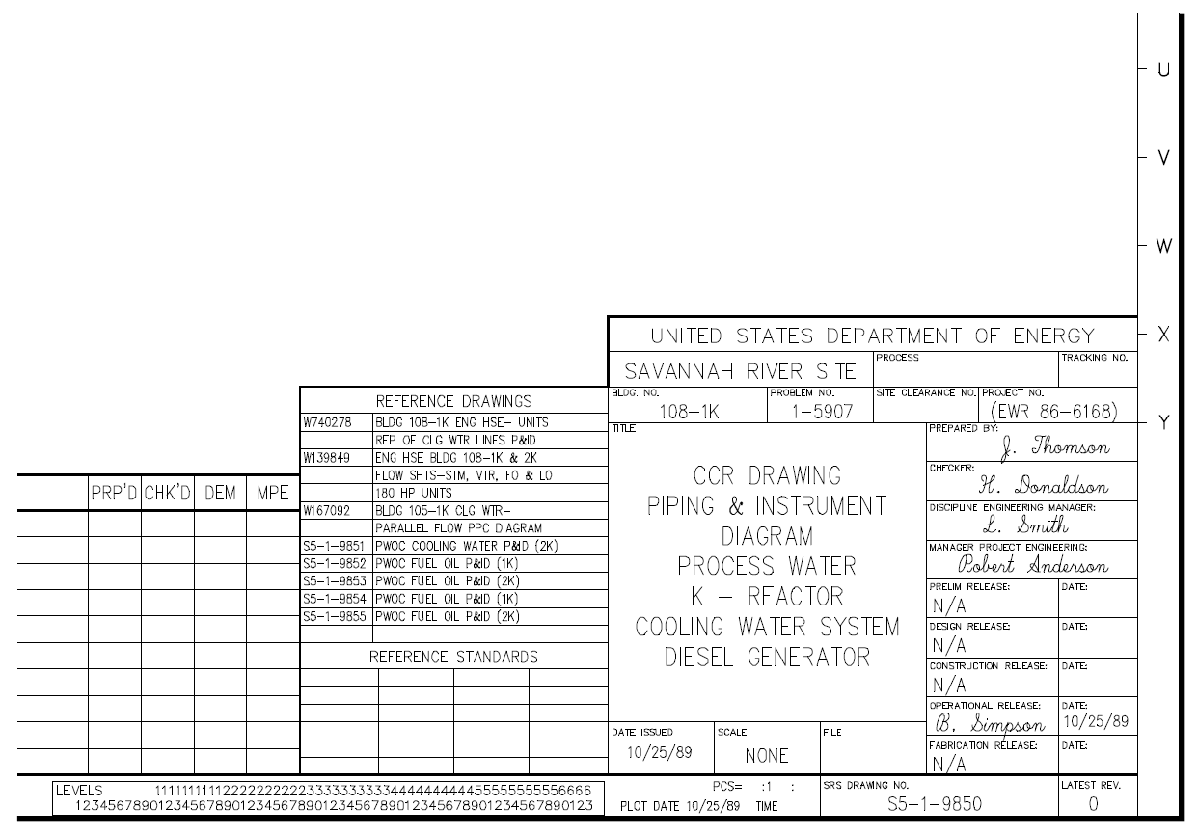 U
V
W
X
Y
UNITED STATES DEPARTMENT OF ENERGY
SAVANNAH RIVER S TE
PROCESS
TRACKING NO.
BLDG. NO.
108-1K
PROBLEM NO.
1-5907
SITE CLEARANCE NO.
PROJECT NO.
(EWR 86-6168)
TITLE
CCR DRAWING
PIPING & INSTRUMENT
DIAGRAM
PROCESS WATER
K - RFACTOR
COOLING WATER SYSTEM
DIESEL GENERATOR
PREPARED BY:
J. Thomson
CHECKER:
H. Donaldson
DISCIPLINE ENGINEERING MANAGER:
L. Smith
MANAGER PROJECT ENGINEERING:
Robert Anderson
PRELIM RELEASE:
N/A
DATE:
DESIGN RELEASE:
N/A
DATE:
CONSTRUCTION RELEASE:
N/A
DATE:
OPERATIONAL RELEASE:
B. Simpson
DATE:
10/25/89
FABRICATION RELEASE:
N/A
DATE:
DATE ISSUED
10/25/89
SCALE
NONE
F LE
PCS= :1 :
PLCT DATE 10/25/89 TIME
SRS DRAWING NO.
S5-1-9850
LATEST REV.
0
REFERENCE DRAWINGS
W740278 BLDG 108-1K ENG HSE- UNITS
REP OF CLG WTR LINES P&ID
W139849 ENG HSE BLDG 108-1K & 2K
FLOW SHTS-STM, VTR, FO & LO
180 HP UNITS
W167092 BLDG 105-1K CLG WTR-
PARALLEL FLOW PPC DIAGRAM
S5-1-9851 PWOC COOLING WATER P&ID (2K)
S5-1-9852 PWOC FUEL OIL P&ID (1K)
S5-1-9853 PWOC FUEL OIL P&ID (2K)
S5-1-9854 PWOC FUEL OIL P&ID (1K)
S5-1-9855 PWOC FUEL OIL P&ID (2K)
REFERENCE STANDARDS
PRP'D CHK'D DEM MPE
LEVELS 111111111122222222223333333333444444444455555555556666
123456789012345678901234567890123456789012345678901234567890123